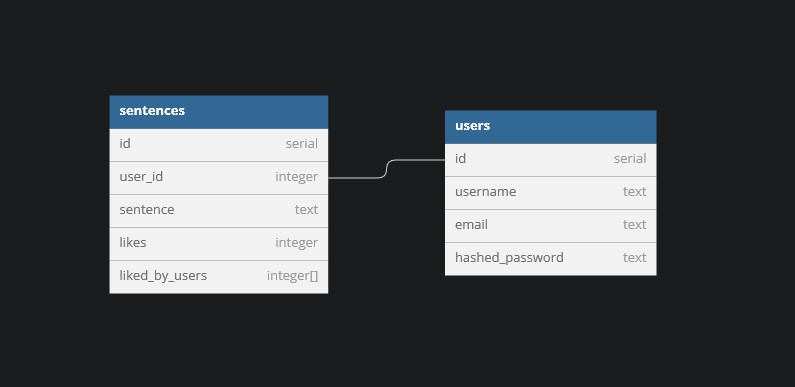 sentences
id serial
user_id integer
sentence text
likes integer
liked_by_users integer[]
users
id serial
username text
email text
hashed_password text